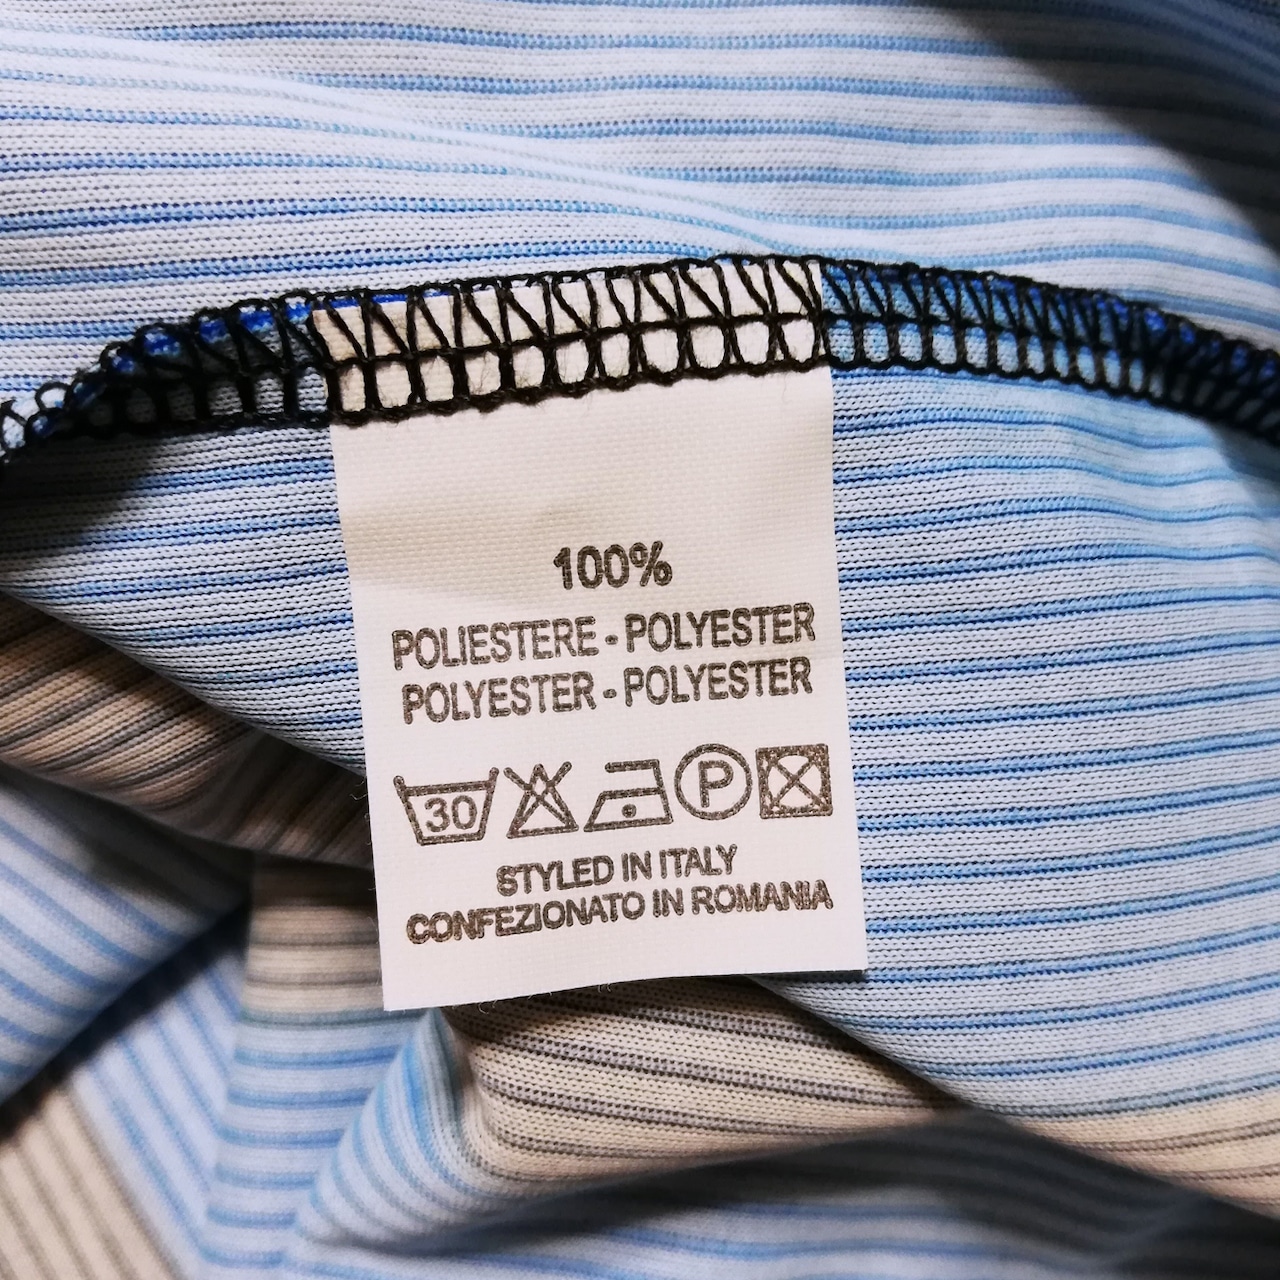 100%
POLIESTERE - POLYESTER
POLYESTER - POLYESTER
30 P
STYLED IN ITALY
CONFEZIONATO IN ROMANIA